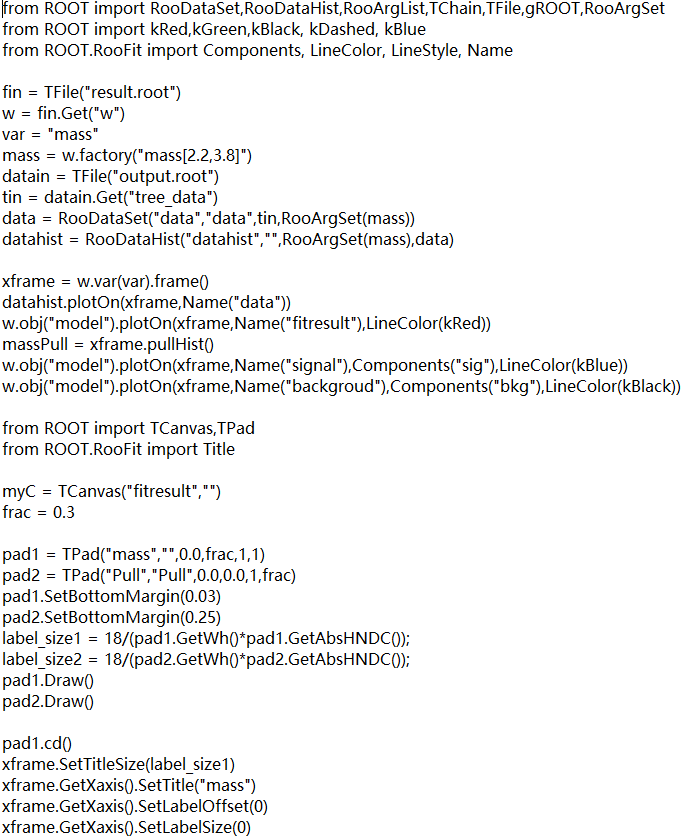 from ROOT import RooDataSet,RooDataHist,RooArgList,TChain,TFile,gROOT,RooArgSet
from ROOT import kRed,kGreen,kBlack, kDashed, kBlue
from ROOT.RooFit import Components, LineColor, LineStyle, Name

fin = TFile("result.root")
w = fin.Get("w")
var = "mass"
mass = w.factory("mass[2.2,3.8]")
datain = TFile("output.root")
tin = datain.Get("tree_data")
data = RooDataSet("data","data",tin,RooArgSet(mass))
datahist = RooDataHist("datahist","",RooArgSet(mass),data)

xframe = w.var(var).frame()
datahist.plotOn(xframe,Name("data"))
w.obj("model").plotOn(xframe,Name("fitresult"),LineColor(kRed))
massPull = xframe.pullHist()
w.obj("model").plotOn(xframe,Name("signal"),Components("sig"),LineColor(kBlue))
w.obj("model").plotOn(xframe,Name("backgroud"),Components("bkg"),LineColor(kBlack))

from ROOT import TCanvas,TPad
from ROOT.RooFit import Title

myC = TCanvas("fitresult","")
frac = 0.3

pad1 = TPad("mass","",0.0,frac,1,1)
pad2 = TPad("Pull","Pull",0.0,0.0,1,frac)
pad1.SetBottomMargin(0.03)
pad2.SetBottomMargin(0.25)
label_size1 = 18/(pad1.GetWh()*pad1.GetAbsHNDC());
label_size2 = 18/(pad2.GetWh()*pad2.GetAbsHNDC());
pad1.Draw()
pad2.Draw()

pad1.cd()
xframe.SetTitleSize(label_size1)
xframe.GetXaxis().SetTitle("mass")
xframe.GetXaxis().SetLabelOffset(0)
xframe.GetXaxis().SetLabelSize(0)